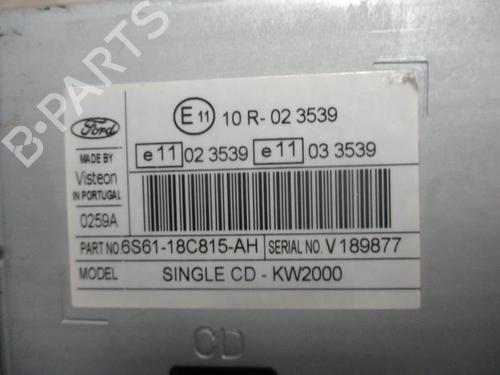 B-PARTS
E 11 10 R-02 3539
Ford
e 11 02 3539 e 11 03 3539
MADE BY
Visteon
IN PORTUGAL
0259A
PART NO. 6S61-18C815-AH SERIAL NO. V 189877
MODEL SINGLE CD - KW2000
CD